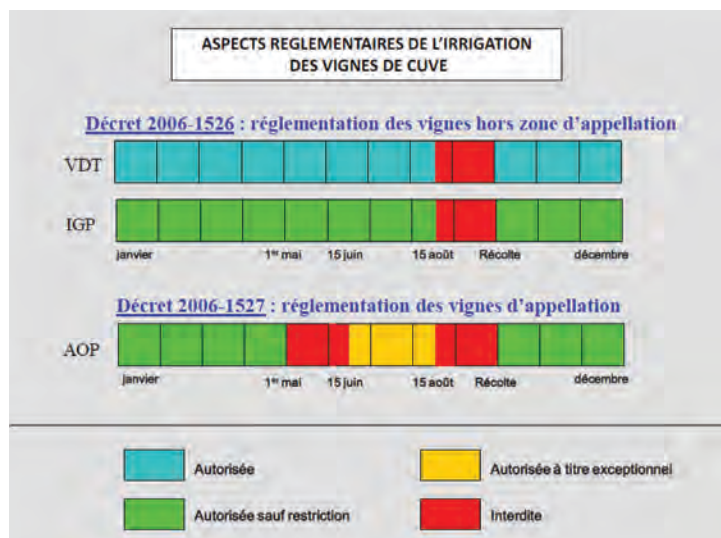 ASPECTS REGLEMENTAIRES DE L'IRRIGATION
DES VIGNES DE CUVE
Décret 2006-1526 : réglementation des vignes hors zone d'appellation
VDT
IGP
janvier 1er mai 15 juin 15 août Récolte décembre
Décret 2006-1527 : réglementation des vignes d'appellation
AOP
janvier 1er mai 15 juin 15 août Récolte décembre
Autorisée
Autorisée à titre exceptionnel
Autorisée sauf restriction
Interdite